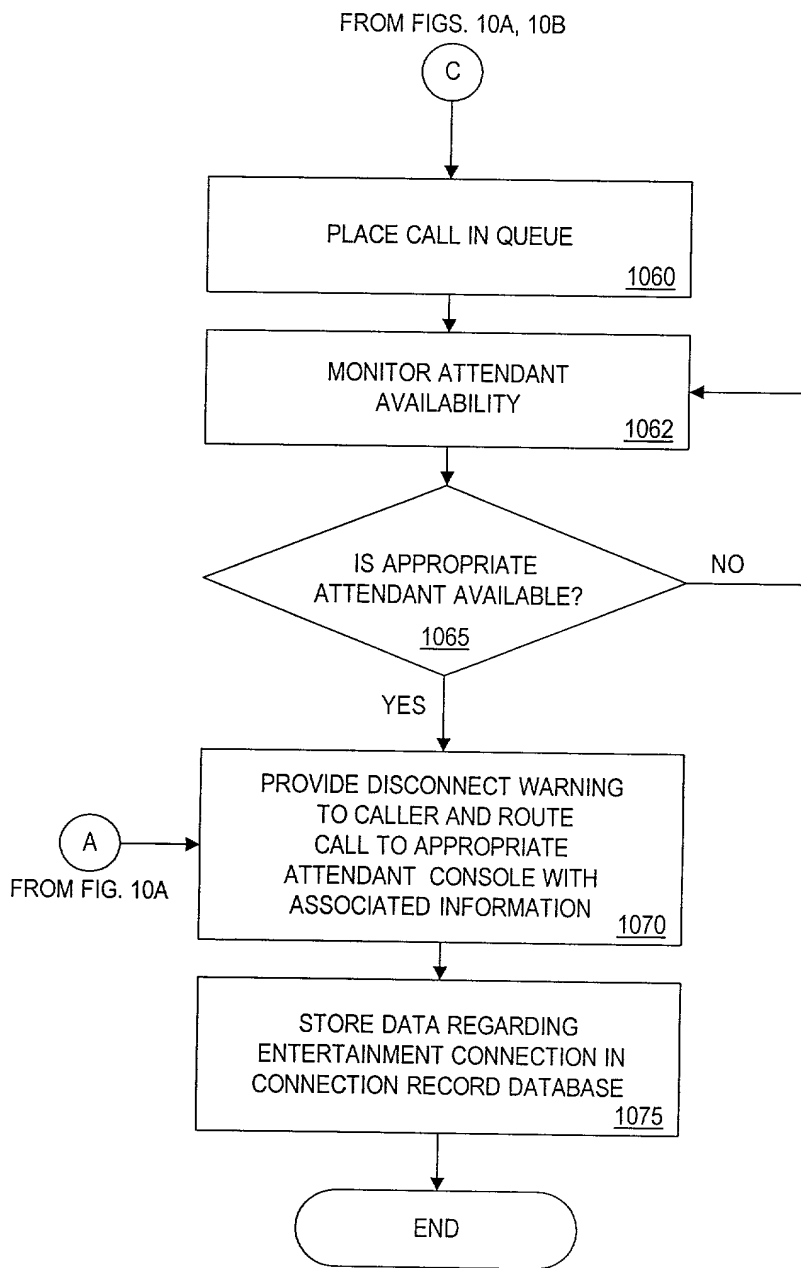 FROM FIGS. 10A, 10B
C
PLACE CALL IN QUEUE
1060
MONITOR ATTENDANT
AVAILABILITY
1062
IS APPROPRIATE
ATTENDANT AVAILABLE?
1065
NO
YES
A
FROM FIG. 10A
PROVIDE DISCONNECT WARNING
TO CALLER AND ROUTE
CALL TO APPROPRIATE
ATTENDANT CONSOLE WITH
ASSOCIATED INFORMATION
1070
STORE DATA REGARDING
ENTERTAINMENT CONNECTION IN
CONNECTION RECORD DATABASE
1075
END